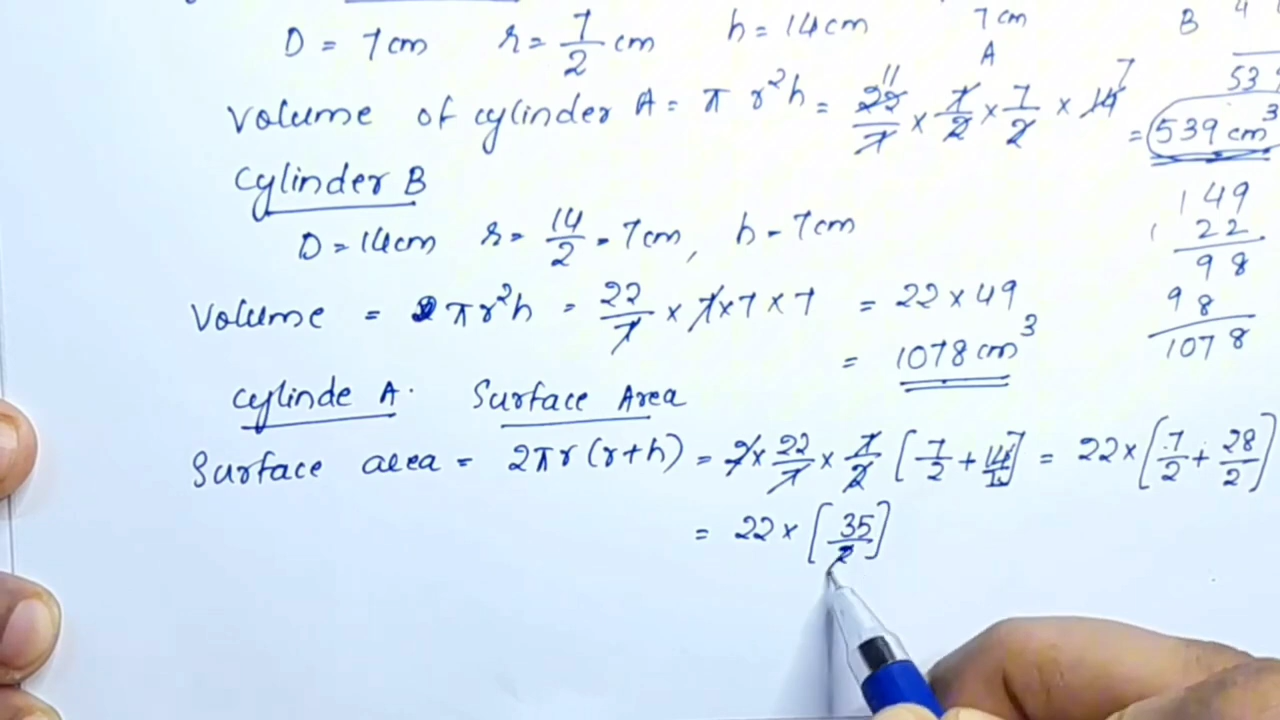 D = 7cm r = 7/2 cm h = 14cm 7cm
A B
Volume of cylinder A = π r²h = 22/7 × 7/2 × 7/2 × 14 7 = 539 cm³
11
Cylinder B
D = 14cm r = 14/2 = 7cm, h = 7cm
149
22
98
98
1078
Volume = πr²h = 22/7 × 7×7×7 = 22×49
= 1078 cm³
Cylinde A. Surface Area
Surface area = 2πr(r+h) = 2×22/7 × 7/2 [7/2 + 14/1] = 22×[7/2 + 28/2]
= 22×[35/2]